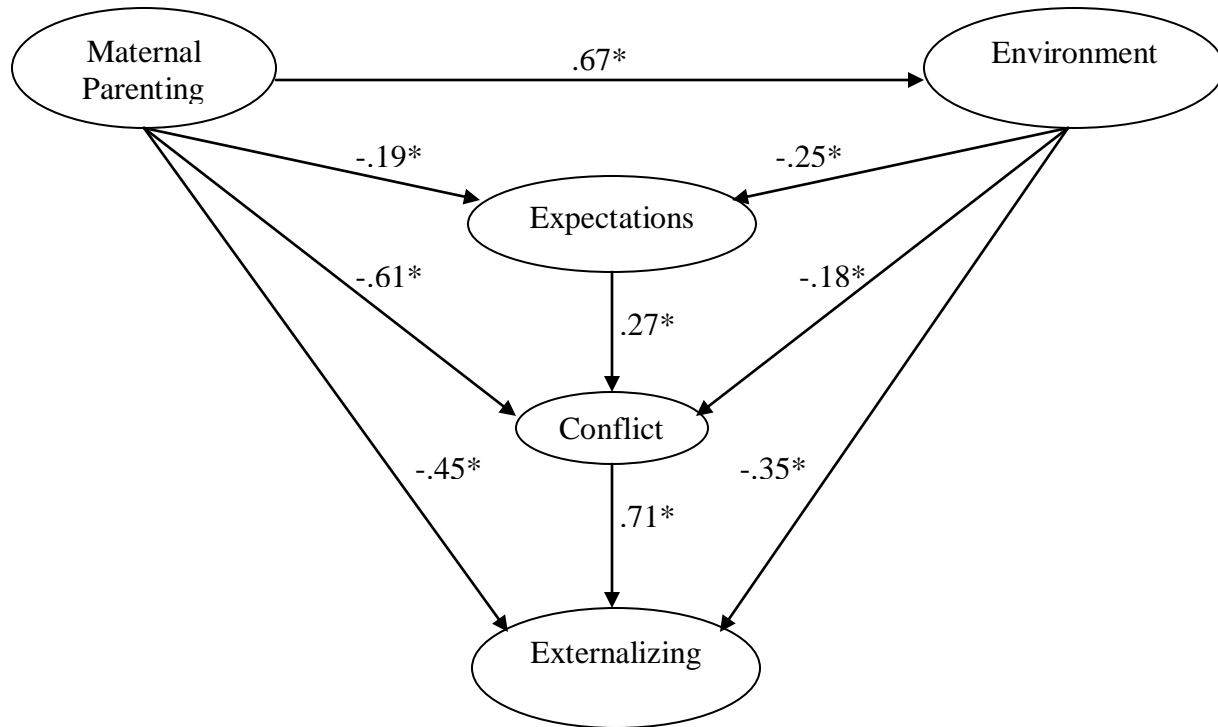 Maternal
Parenting
.67*
Environment
-.19*
-.25*
Expectations
-.61*
-.18*
.27*
Conflict
-.45*
-.35*
.71*
Externalizing